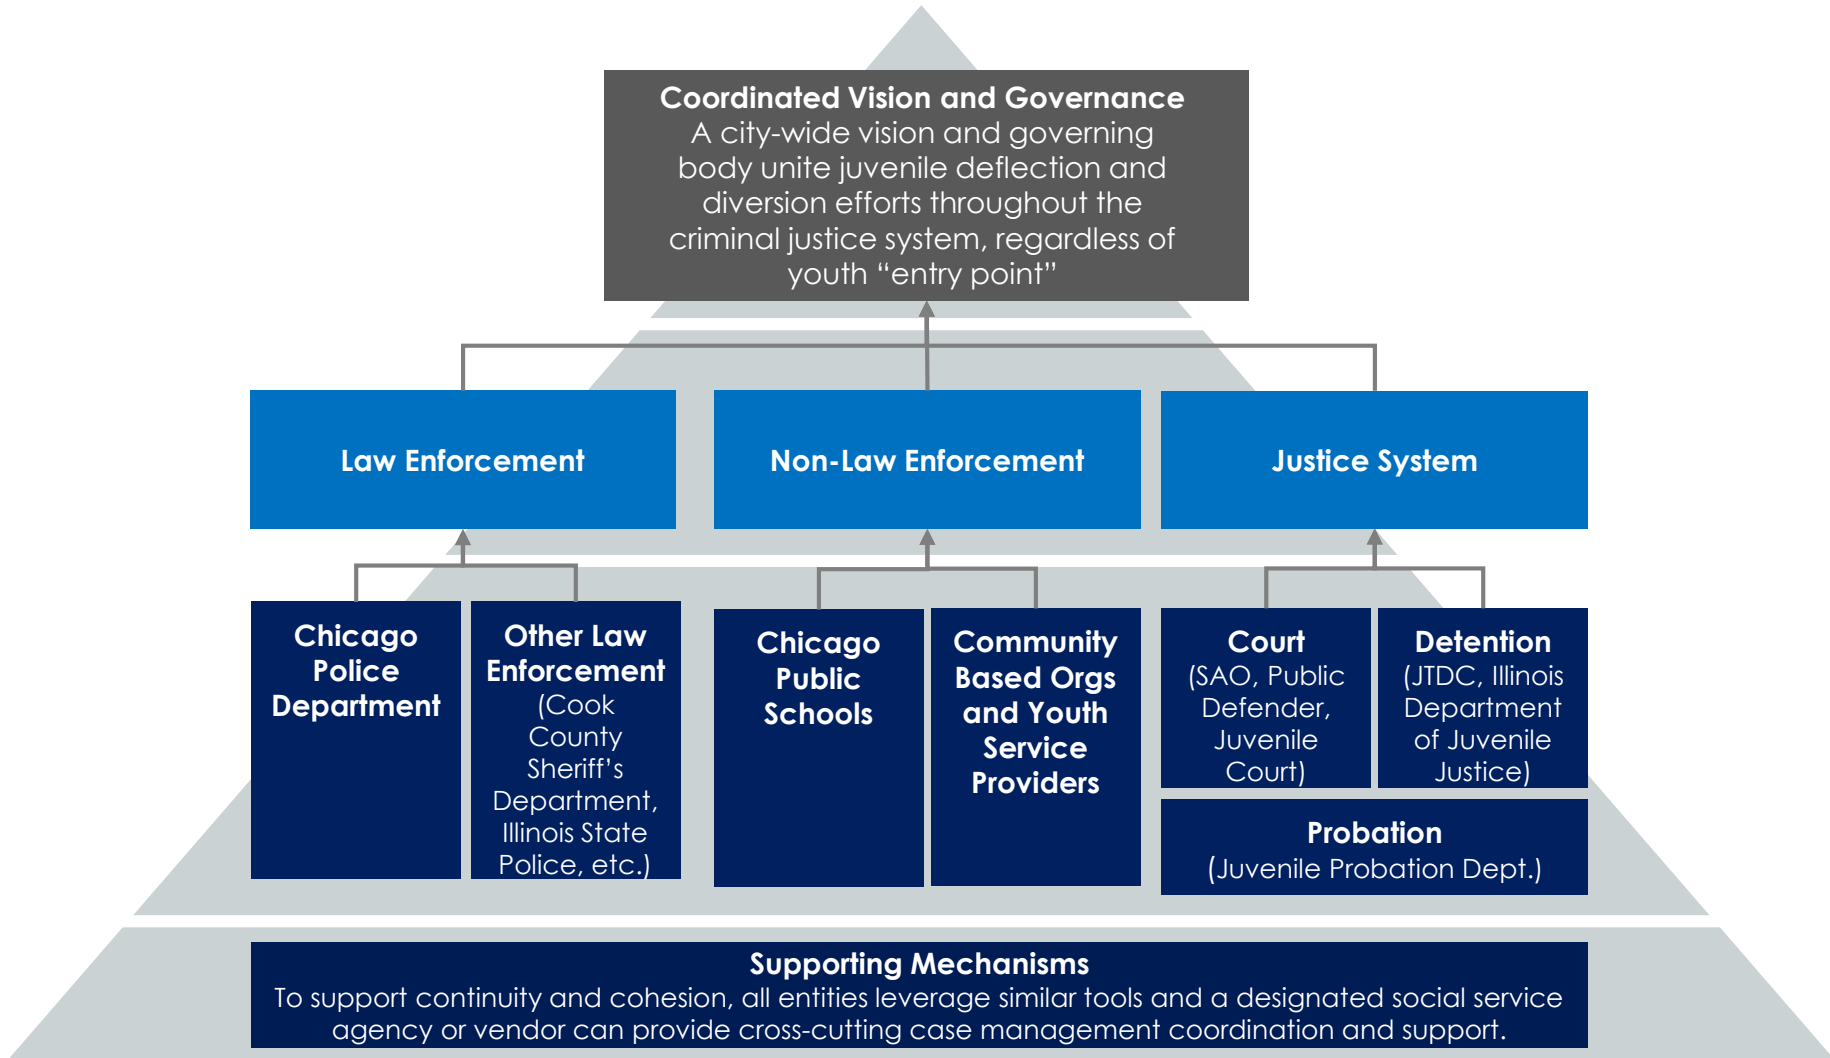 Coordinated Vision and Governance
A city-wide vision and governing
body unite juvenile deflection and
diversion efforts throughout the
criminal justice system, regardless of
youth “entry point”
Law Enforcement
Non-Law Enforcement
Justice System
Chicago
Police
Department
Other Law
Enforcement
(Cook
County
Sheriff’s
Department,
Illinois State
Police, etc.)
Chicago
Public
Schools
Community
Based Orgs
and Youth
Service
Providers
Court
(SAO, Public
Defender,
Juvenile
Court)
Detention
(JTDC, Illinois
Department
of Juvenile
Justice)
Probation
(Juvenile Probation Dept.)
Supporting Mechanisms
To support continuity and cohesion, all entities leverage similar tools and a designated social service
agency or vendor can provide cross-cutting case management coordination and support.